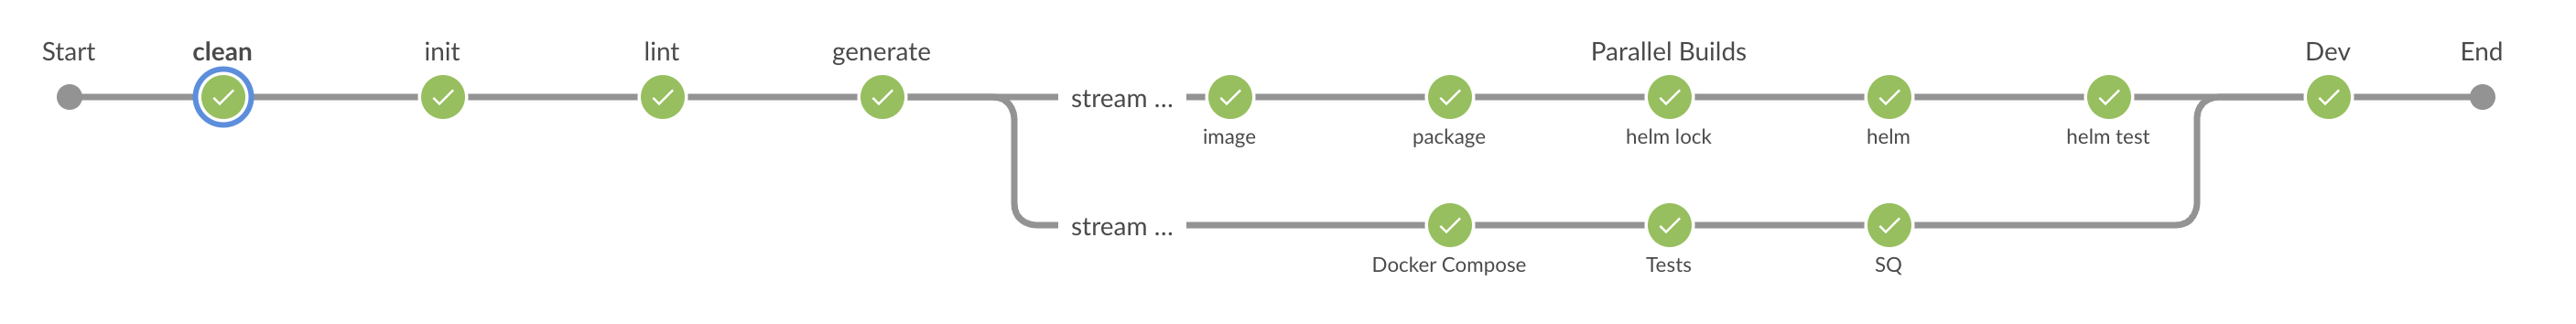 Start
clean
init
lint
generate
Parallel Builds
Dev
End
stream ...
image
package
helm lock
helm
helm test
stream ...
Docker Compose
Tests
SQ